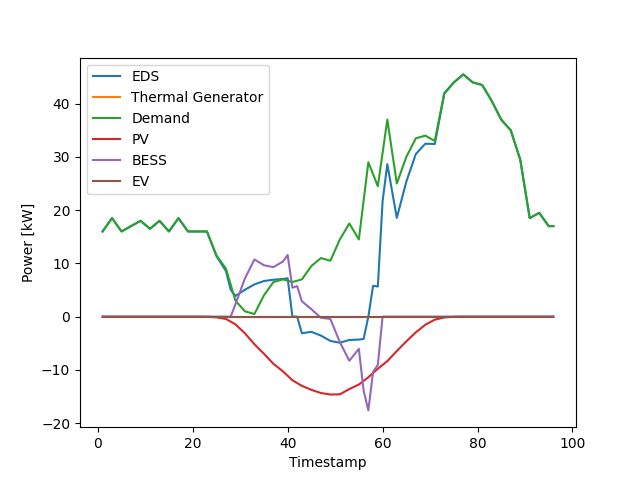 EDS
Thermal Generator
Demand
PV
BESS
EV
Power [kW]
40
30
20
10
0
−10
−20
0 20 40 60 80 100
Timestamp